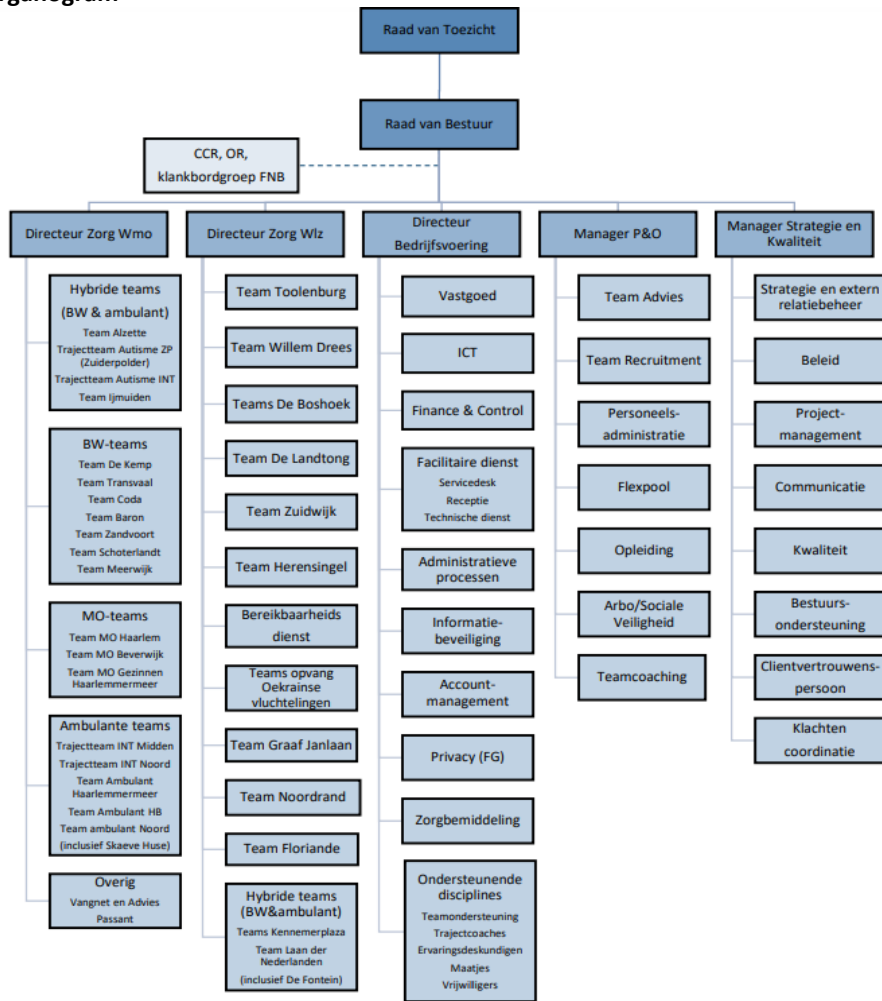 Raad van Toezicht
Raad van Bestuur
CCR, OR,
klankbordgroep FNB
Directeur Zorg Wmo
Hybride teams
(BW & ambulant)
Team Alzette
Trajectteam Autisme ZP
(Zuiderpolder)
Trajectteam Autisme INT
Team Ijmuiden
BW-teams
Team De Kemp
Team Transvaal
Team Coda
Team Baron
Team Zandvoort
Team Schoterlandt
Team Meerwijk
MO-teams
Team MO Haarlem
Team MO Beverwijk
Team MO Gezinnen
Haarlemmermeer
Ambulante teams
Trajectteam INT Midden
Trajectteam INT Noord
Team Ambulant
Haarlemmermeer
Team Ambulant HB
Team ambulant Noord
(inclusief Skaeve Huse)
Overig
Vangnet en Advies
Passant
Directeur Zorg Wlz
Team Toolenburg
Team Willem Drees
Teams De Boshoek
Team De Landtong
Team Zuidwijk
Team Herensingel
Bereikbaarheids
dienst
Teams opvang
Oekrainse
vluchtelingen
Team Graaf Janlaan
Team Noordrand
Team Floriande
Hybride teams
(BW&ambulant)
Teams Kennemerplaza
Team Laan der
Nederlanden
(inclusief De Fontein)
Directeur
Bedrijfsvoering
Vastgoed
ICT
Finance & Control
Facilitaire dienst
Servicedesk
Receptie
Technische dienst
Administratieve
processen
Informatie-
beveiliging
Account-
management
Privacy (FG)
Zorgbemiddeling
Ondersteunende
disciplines
Teamondersteuning
Trajectcoaches
Ervaringsdeskundigen
Maatjes
Vrijwilligers
Manager P&O
Team Advies
Team Recruitment
Personeels-
administratie
Flexpool
Opleiding
Arbo/Sociale
Veiligheid
Teamcoaching
Manager Strategie en
Kwaliteit
Strategie en extern
relatiebeheer
Beleid
Project-
management
Communicatie
Kwaliteit
Bestuurs-
ondersteuning
Clientvertrouwens-
persoon
Klachten
coordinatie